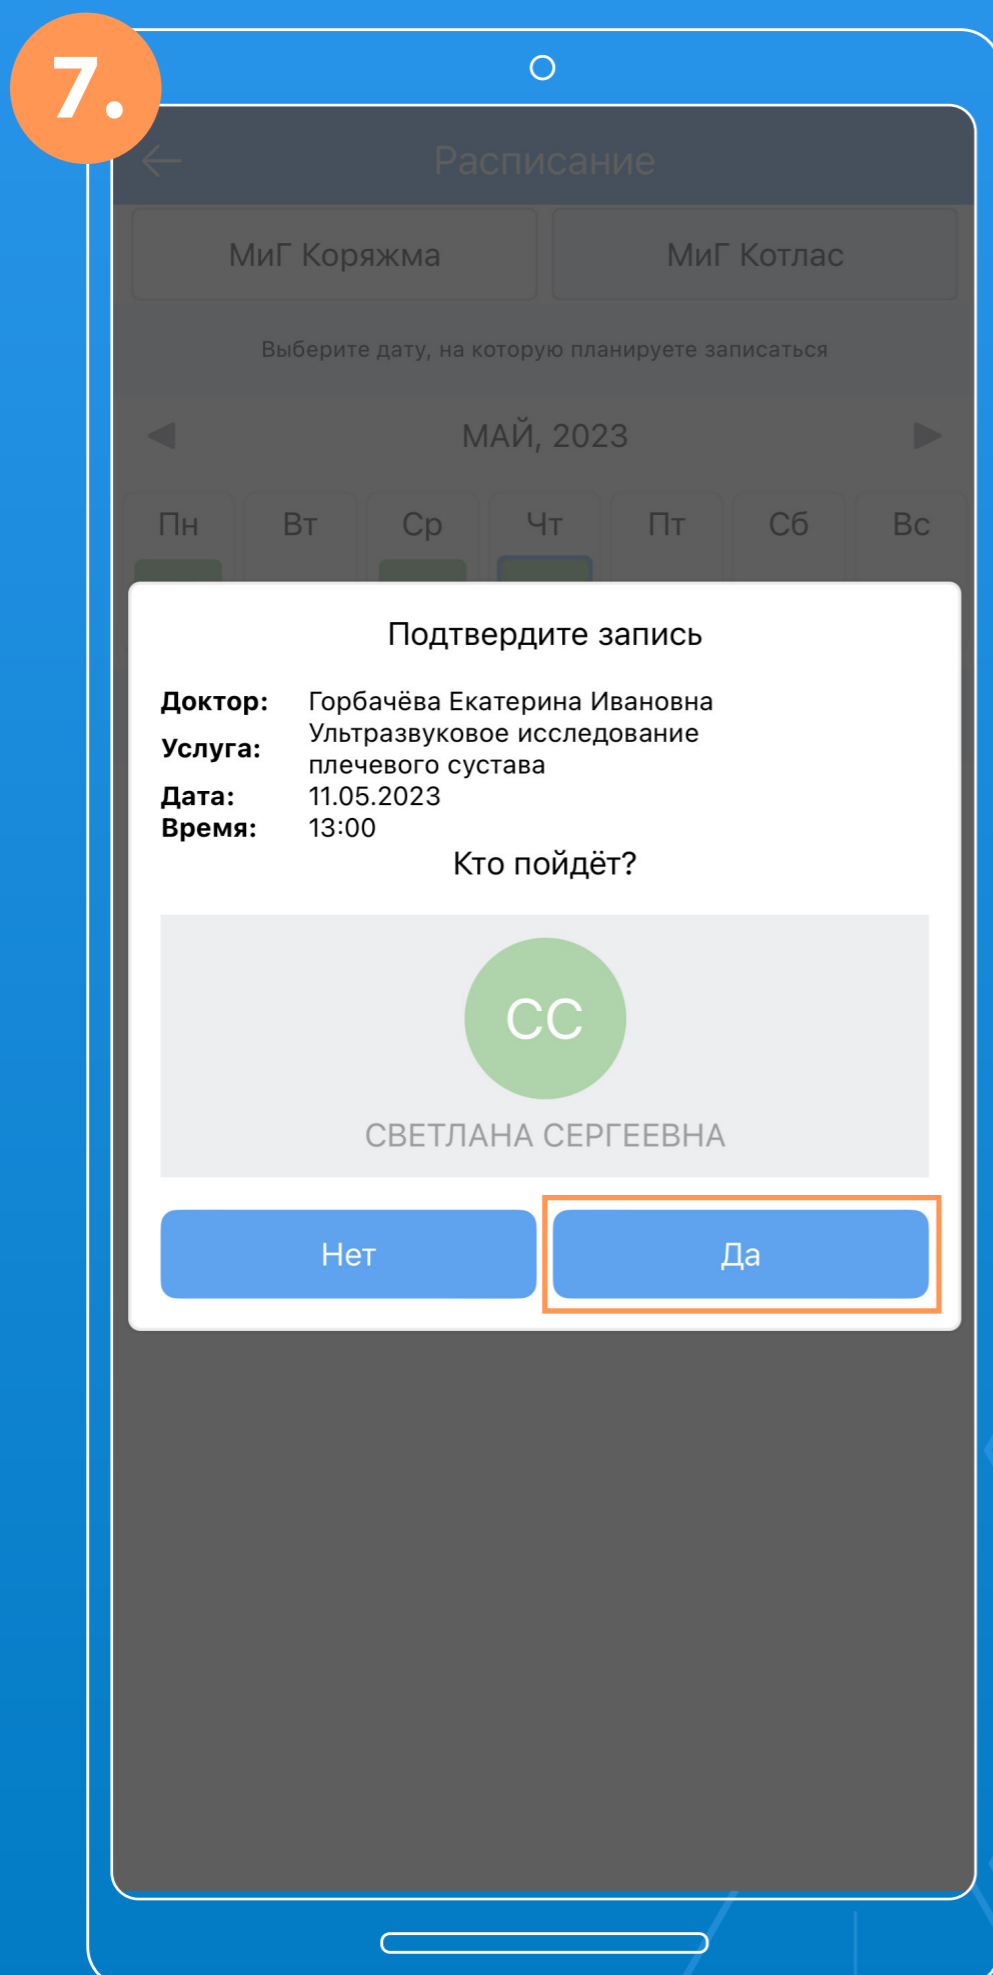 7.
Расписание
МиГ Коряжма
МиГ Котлас
Выберите дату, на которую планируете записаться
МАЙ, 2023
Пн Вт Ср Чт Пт Сб Вс
Подтвердите запись
Доктор: Горбачёва Екатерина Ивановна
Услуга: Ультразвуковое исследование
плечевого сустава
Дата: 11.05.2023
Время: 13:00
Кто пойдёт?
СС
СВЕТЛАНА СЕРГЕЕВНА
Нет
Да